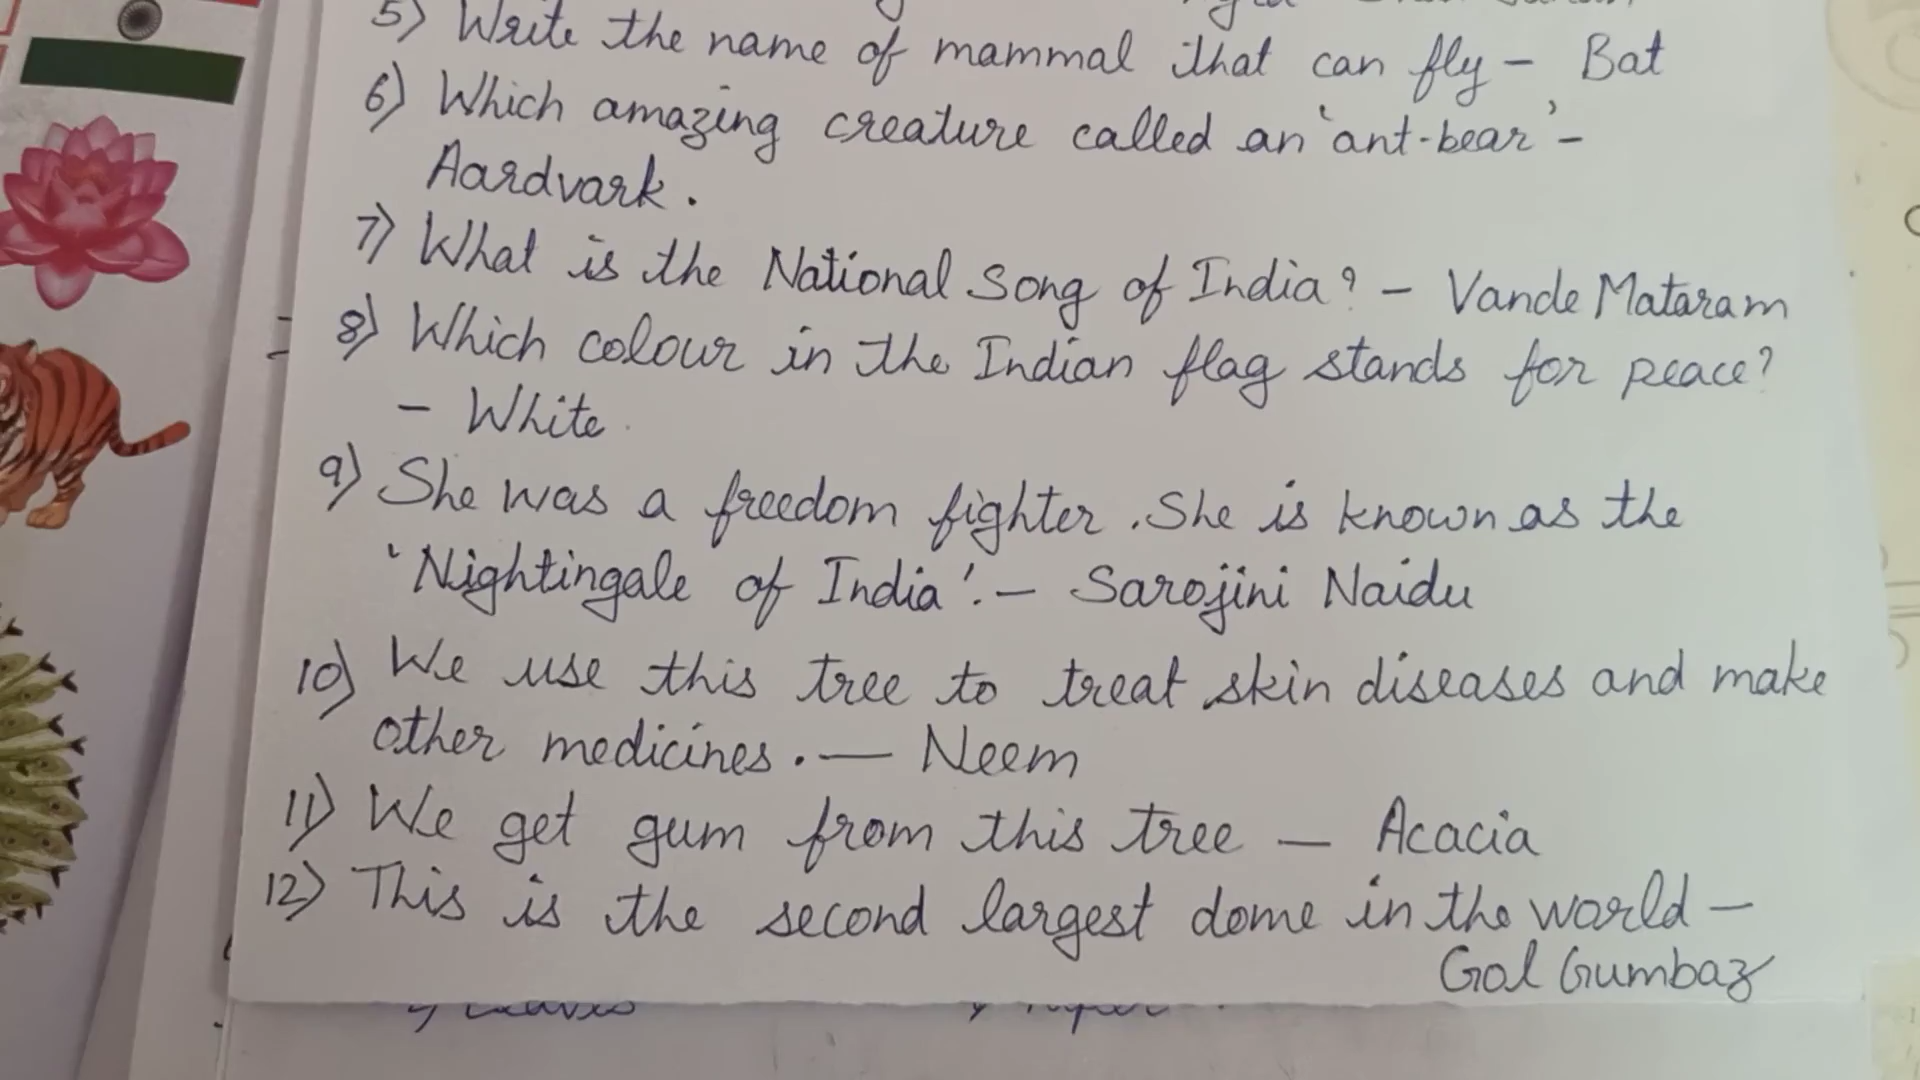 5) Write the name of mammal that can fly - Bat
6) Which amazing creature called an 'ant-bear' -
Aardvark.
7) What is the National Song of India? - Vande Mataram
8) Which colour in the Indian flag stands for peace?
- White.
9) She was a freedom fighter. She is known as the
'Nightingale of India'. - Sarojini Naidu
10) We use this tree to treat skin diseases and make
other medicines. — Neem
11) We get gum from this tree — Acacia
12) This is the second largest dome in the world —
Gol Gumbaz